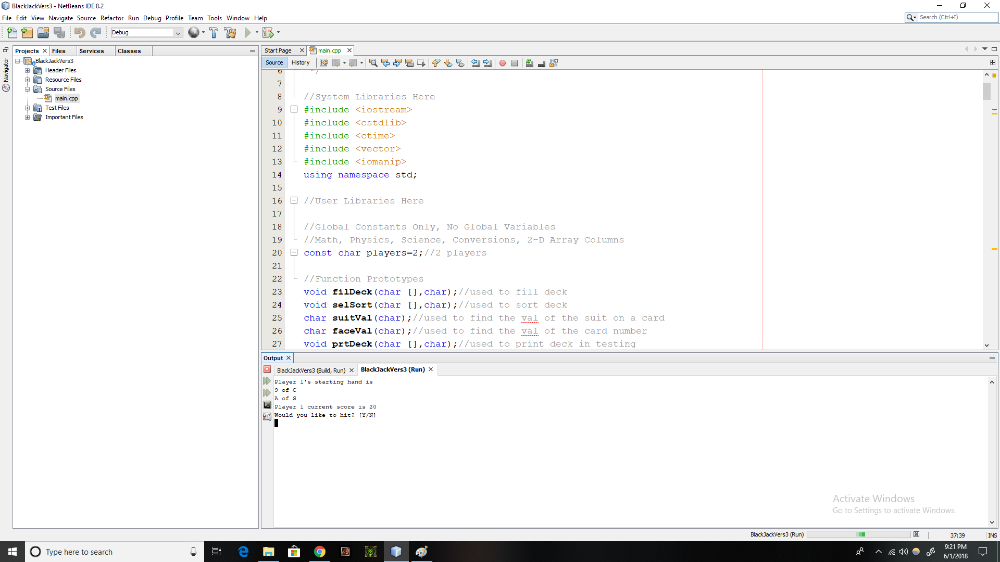 BlackJackVers3 - NetBeans IDE 8.2
File Edit View Navigate Source Refactor Run Debug Profile Team Tools Window Help
Search (Ctrl+I)
Debug
Projects Files Services Classes
Navigator
BlackJackVers3
Header Files
Resource Files
Source Files
main.cpp
Test Files
Important Files
Start Page main.cpp
Source History
6 */
7
8 //System Libraries Here
9 #include <iostream>
10 #include <cstdlib>
11 #include <ctime>
12 #include <vector>
13 #include <iomanip>
14 using namespace std;
15
16 //User Libraries Here
17
18 //Global Constants Only, No Global Variables
19 //Math, Physics, Science, Conversions, 2-D Array Columns
20 const char players=2;//2 players
21
22 //Function Prototypes
23 void filDeck(char [],char);//used to fill deck
24 void selSort(char [],char);//used to sort deck
25 char suitVal(char);//used to find the val of the suit on a card
26 char faceVal(char);//used to find the val of the card number
27 void prtDeck(char [],char);//used to print deck in testing
Output
BlackJackVers3 (Build, Run) BlackJackVers3 (Run)
Player 1's starting hand is
9 of C
A of S
Player 1 current score is 20
Would you like to hit? [Y/N]
Activate Windows
Go to Settings to activate Windows.
BlackJackVers3 (Run) 37:39 INS
Type here to search
9:21 PM
6/1/2018